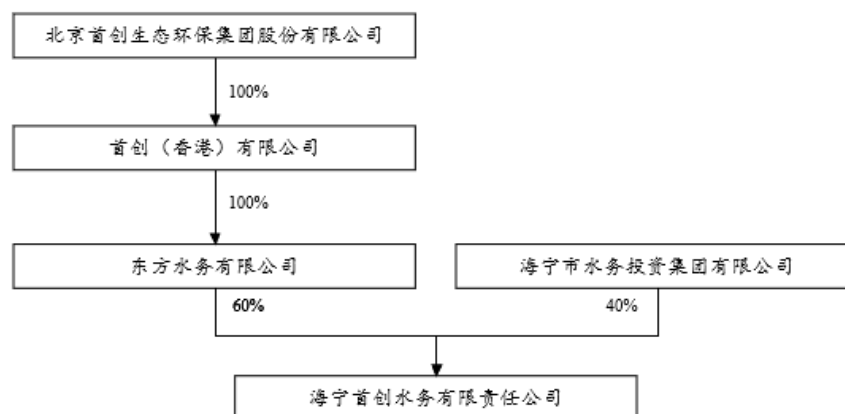 北京首创生态环保集团股份有限公司
100%
首创（香港）有限公司
100%
东方水务有限公司
海宁市水务投资集团有限公司
60%
40%
海宁首创水务有限责任公司